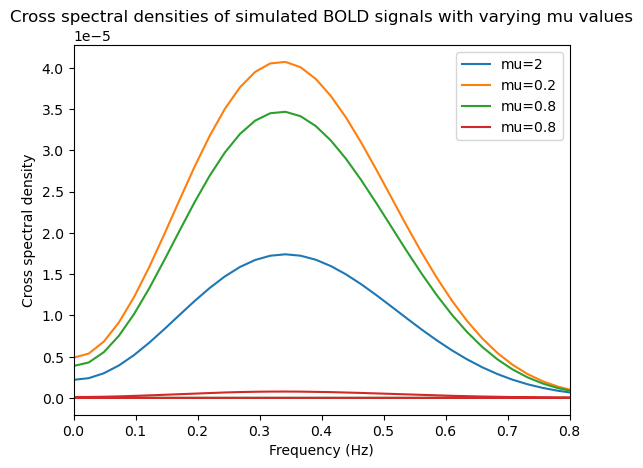 Cross spectral densities of simulated BOLD signals with varying mu values
1e−5
4.0
3.5
3.0
2.5
2.0
1.5
1.0
0.5
0.0
Cross spectral density
mu=2
mu=0.2
mu=0.8
mu=0.8
0.0 0.1 0.2 0.3 0.4 0.5 0.6 0.7 0.8
Frequency (Hz)